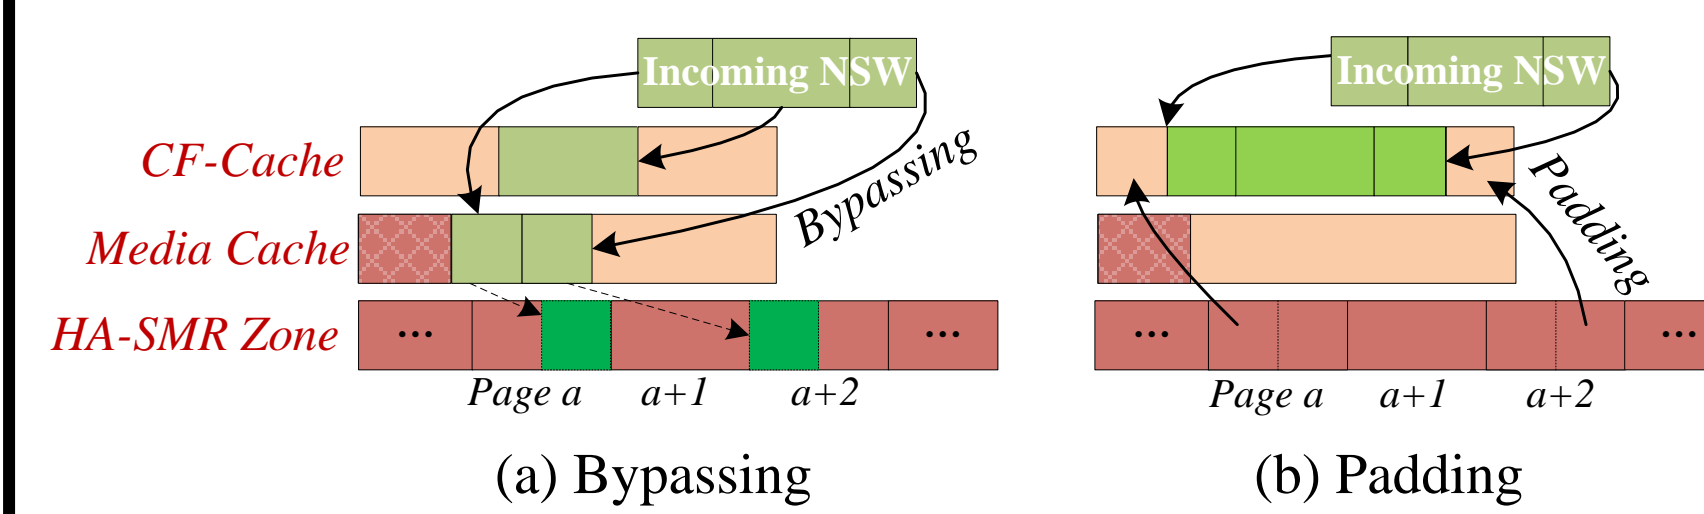 Incoming NSW
CF-Cache
Media Cache
HA-SMR Zone
Bypassing
... ...
Page a a+1 a+2
(a) Bypassing
Incoming NSW
Padding
... ...
Page a a+1 a+2
(b) Padding